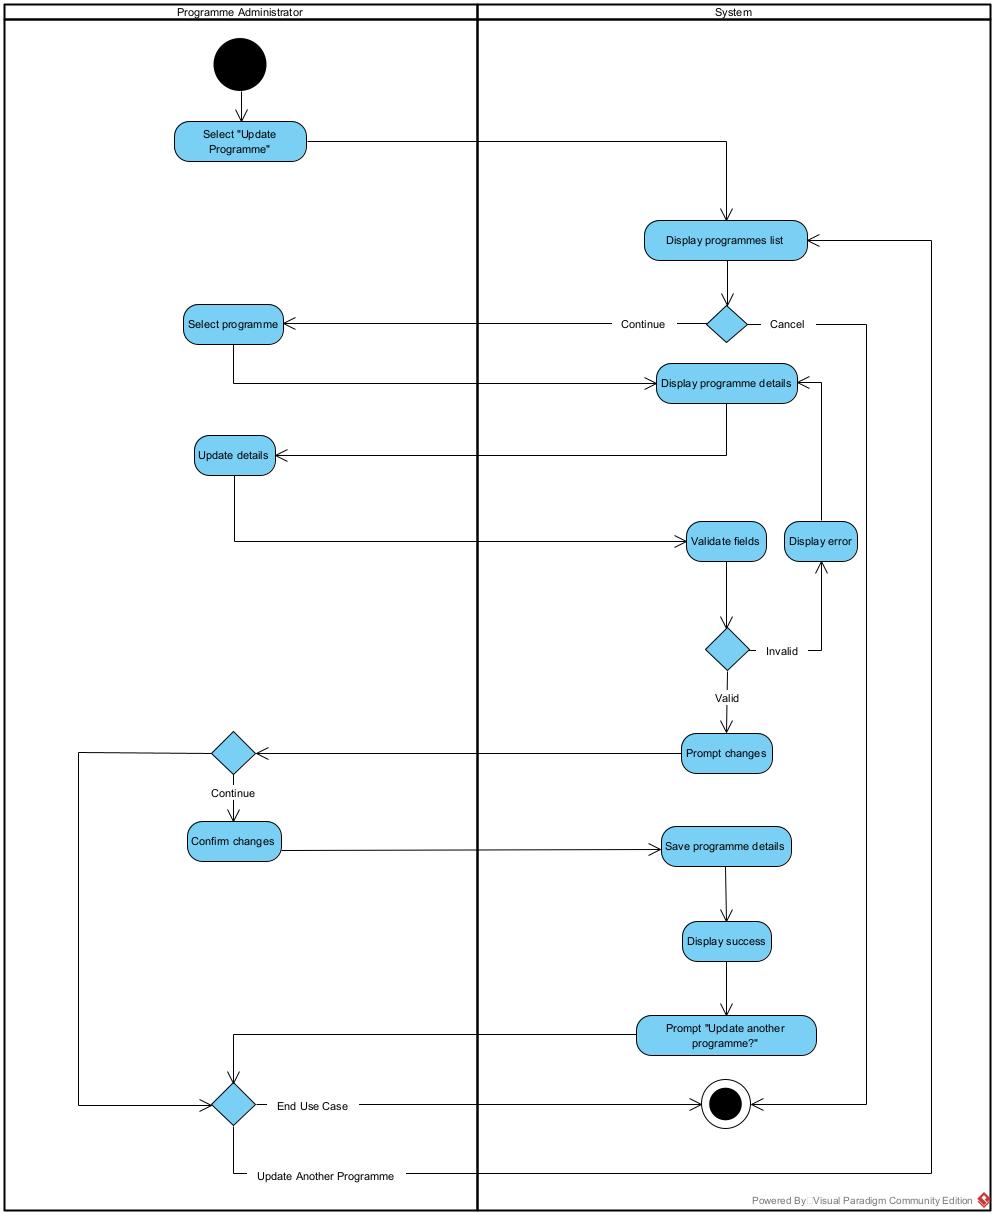 Programme Administrator
System
Select "Update
Programme"
Display programmes list
Select programme
Continue
Cancel
Display programme details
Update details
Validate fields
Display error
Invalid
Valid
Prompt changes
Continue
Confirm changes
Save programme details
Display success
Prompt "Update another
programme?"
End Use Case
Update Another Programme
Powered By Visual Paradigm Community Edition